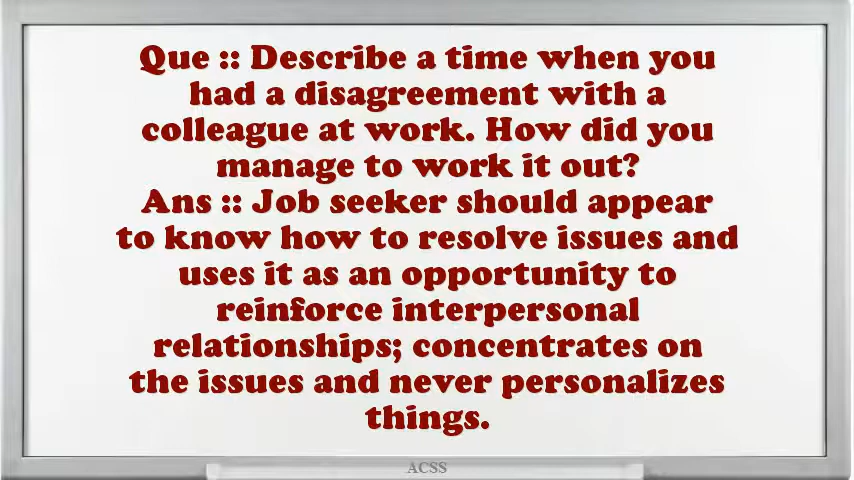 Que :: Describe a time when you
had a disagreement with a
colleague at work. How did you
manage to work it out?
Ans :: Job seeker should appear
to know how to resolve issues and
uses it as an opportunity to
reinforce interpersonal
relationships; concentrates on
the issues and never personalizes
things.
ACSS